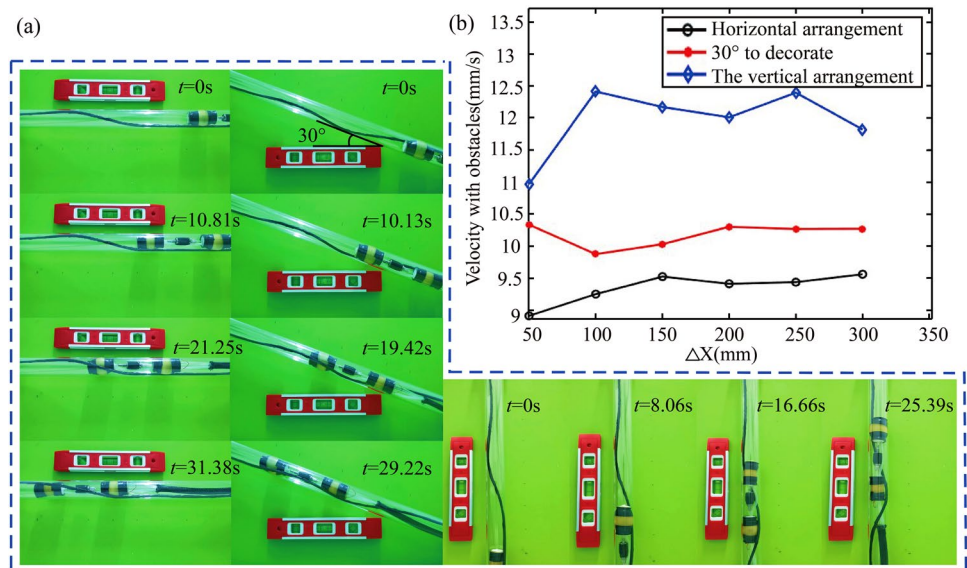 (a)
t=0s
t=0s
30°
t=10.81s
t=10.13s
t=21.25s
t=19.42s
t=31.38s
t=29.22s
(b)
Velocity with obstacles(mm/s)
13.5
13
12.5
12
11.5
11
10.5
10
9.5
9
Horizontal arrangement
30° to decorate
The vertical arrangement
50 100 150 200 250 300 350
△X(mm)
t=0s
t=8.06s
t=16.66s
t=25.39s